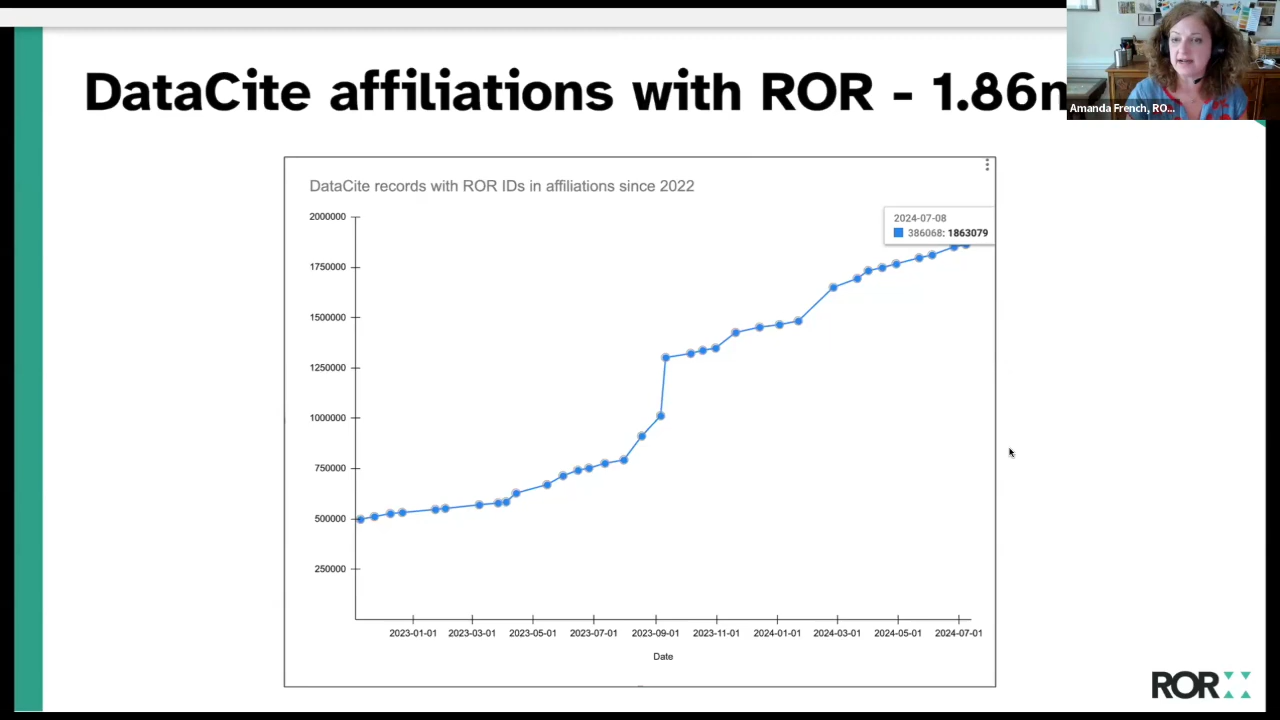 DataCite affiliations with ROR - 1.86
Amanda French, RO...
DataCite records with ROR IDs in affiliations since 2022
2024-07-08
386068: 1863079
2000000
1750000
1500000
1250000
1000000
750000
500000
250000
2023-01-01 2023-03-01 2023-05-01 2023-07-01 2023-09-01 2023-11-01 2024-01-01 2024-03-01 2024-05-01 2024-07-01
Date
ROR